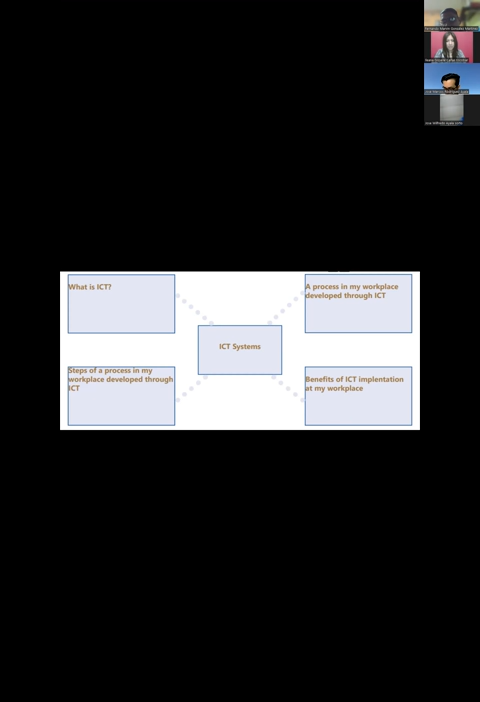 What is ICT?
A process in my workplace
developed through ICT
ICT Systems
Steps of a process in my
workplace developed through
ICT
Benefits of ICT implentation
at my workplace